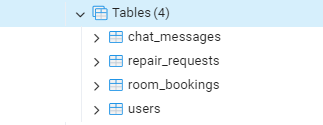 Tables (4)
chat_messages
repair_requests
room_bookings
users